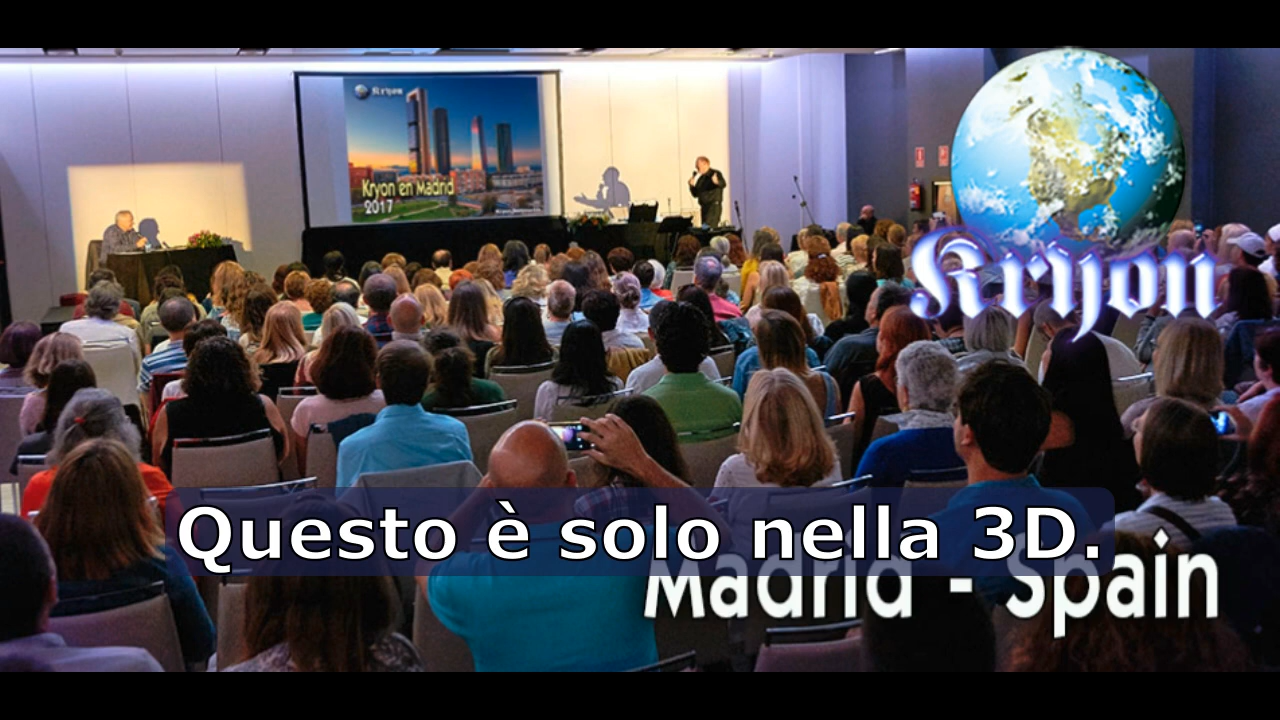 Kryon
Kryon en Madrid
2017
Kryon
Questo è solo nella 3D.
Madrid - Spain